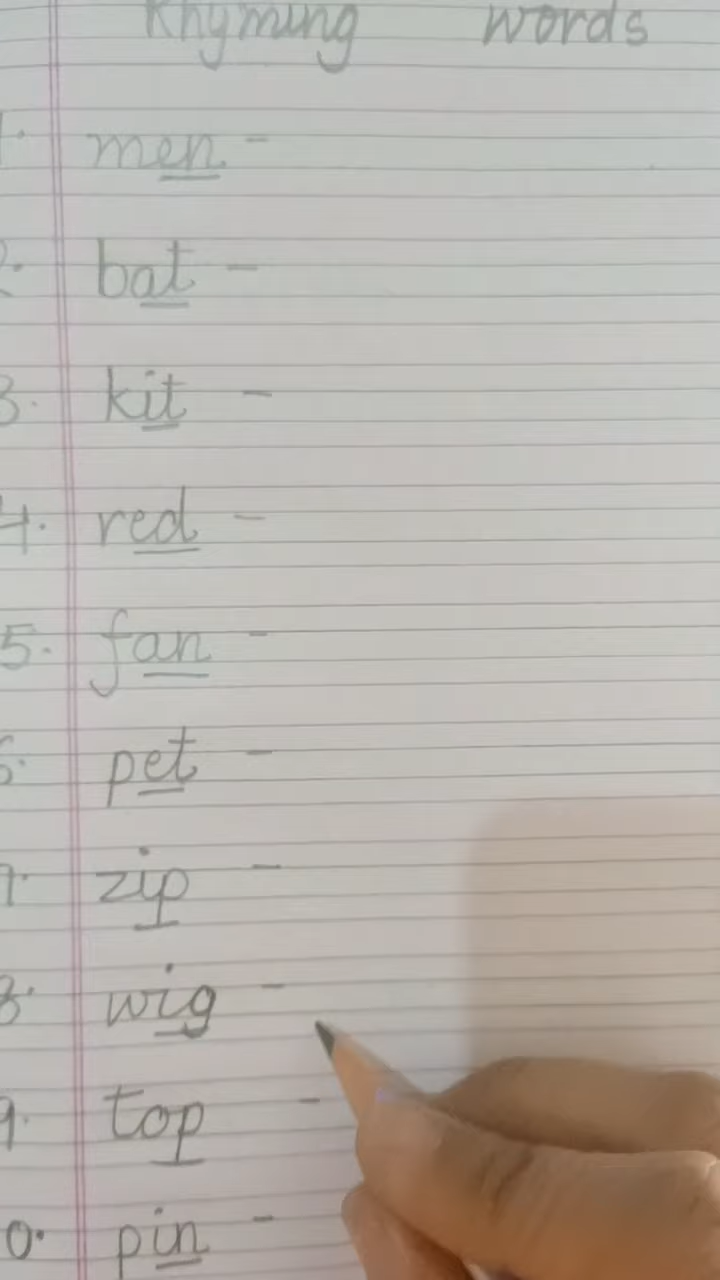 Rhyming words
1. men -
2. bat -
3. kit -
4. red -
5. fan -
6. pet -
7. zip -
8. wig -
9. top -
10. pin -